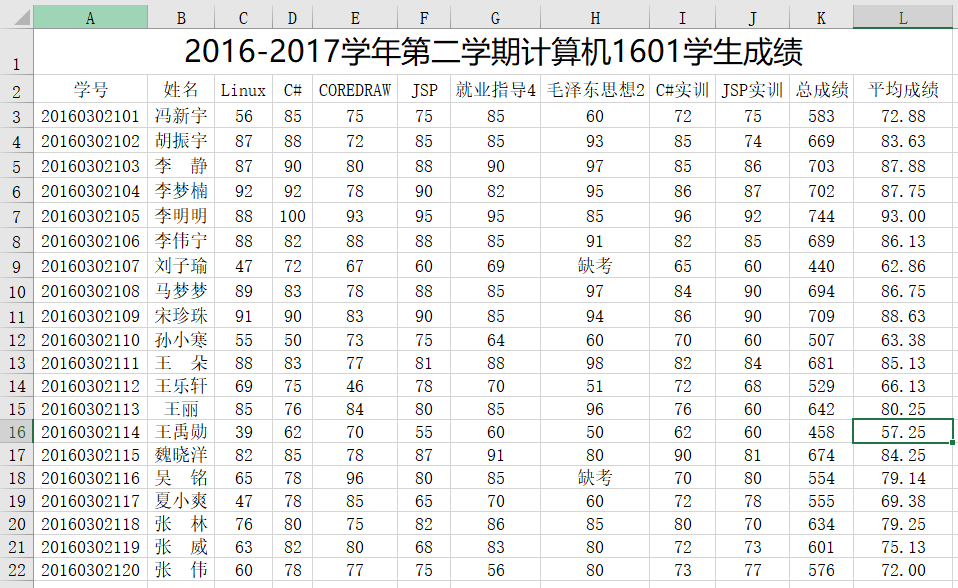 A B C D E F G H I J K L
1 2016-2017学年第二学期计算机1601学生成绩
2 学号 姓名 Linux C# COREDRAW JSP 就业指导4 毛泽东思想2 C#实训 JSP实训 总成绩 平均成绩
3 20160302101 冯新宇 56 85 75 75 85 60 72 75 583 72.88
4 20160302102 胡振宇 87 88 72 85 85 93 85 74 669 83.63
5 20160302103 李　静 87 90 80 88 90 97 85 86 703 87.88
6 20160302104 李梦楠 92 92 78 90 82 95 86 87 702 87.75
7 20160302105 李明明 88 100 93 95 95 85 96 92 744 93.00
8 20160302106 李伟宁 88 82 88 88 85 91 82 85 689 86.13
9 20160302107 刘子瑜 47 72 67 60 69 缺考 65 60 440 62.86
10 20160302108 马梦梦 89 83 78 88 85 97 84 90 694 86.75
11 20160302109 宋珍珠 91 90 83 90 85 94 86 90 709 88.63
12 20160302110 孙小寒 55 50 73 75 64 60 70 60 507 63.38
13 20160302111 王　朵 88 83 77 81 88 98 82 84 681 85.13
14 20160302112 王乐轩 69 75 46 78 70 51 72 68 529 66.13
15 20160302113 王丽 85 76 84 80 85 96 76 60 642 80.25
16 20160302114 王禹勋 39 62 70 55 60 50 62 60 458 57.25
17 20160302115 魏晓洋 82 85 78 87 91 80 90 81 674 84.25
18 20160302116 吴　铭 65 78 96 80 85 缺考 70 80 554 79.14
19 20160302117 夏小爽 47 78 85 65 70 60 72 78 555 69.38
20 20160302118 张　林 76 80 75 82 86 85 80 70 634 79.25
21 20160302119 张　威 63 82 80 68 83 80 72 73 601 75.13
22 20160302120 张　伟 60 78 77 75 56 80 73 77 576 72.00